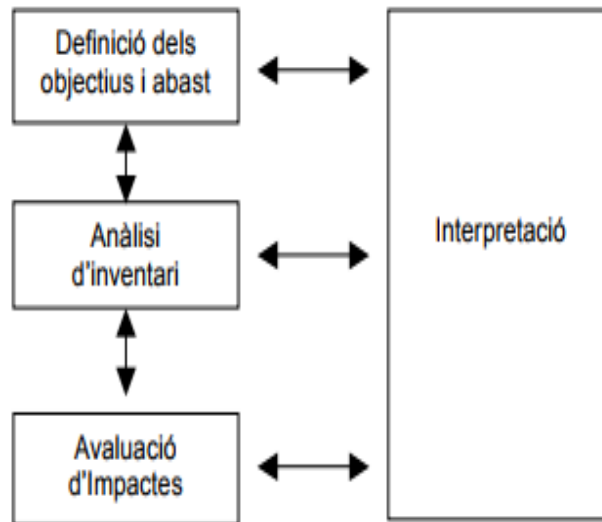 Definició dels
objectius i abast
Anàlisi
d'inventari
Interpretació
Avaluació
d'Impactes